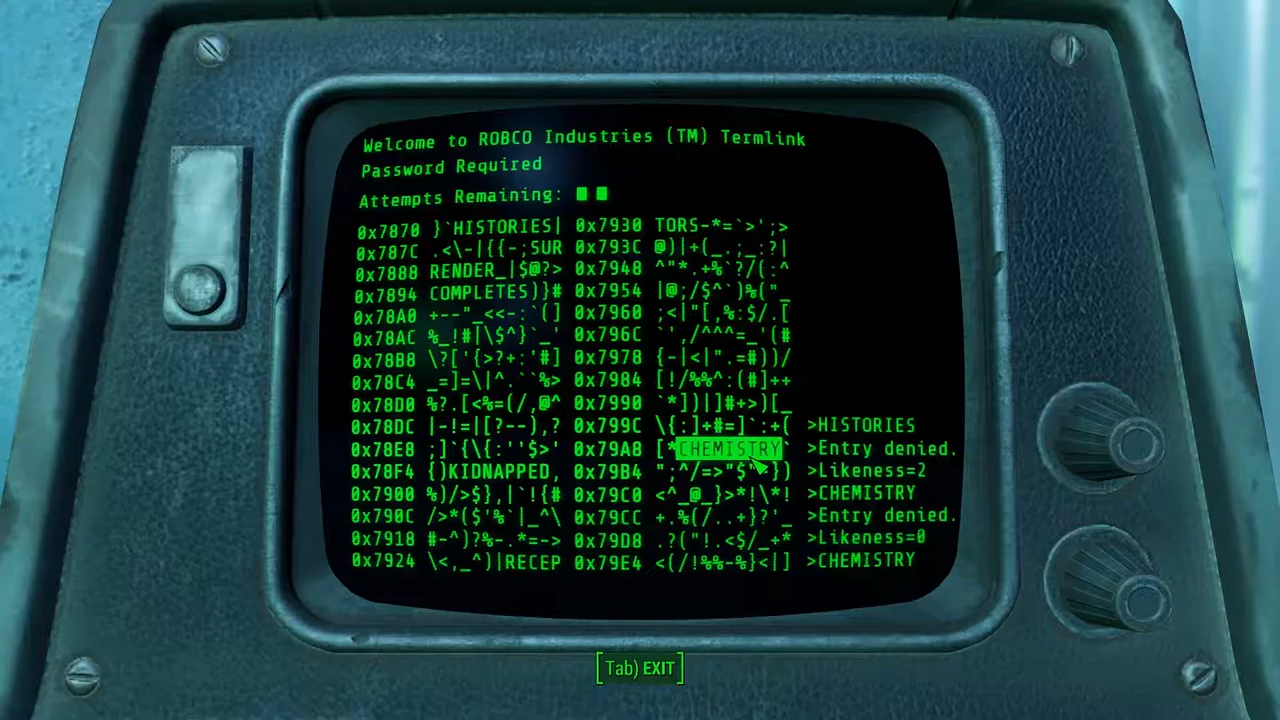 Welcome to ROBCO Industries (TM) Termlink
Password Required
Attempts Remaining: ■ ■
0x7870 }`HISTORIES| 0x7930 TORS-*=`>';>
0x787C .<\-|{{-;SUR 0x793C @)|+(_.;_:?|
0x7888 RENDER_|$@?> 0x7948 ^"*.+%`?/(:^
0x7894 COMPLETES)}# 0x7954 |@;/$^`)%("_
0x78A0 +--"_<<-:`(] 0x7960 ;<|"[,%:$/.[
0x78AC %_!#|\$^}`_' 0x796C `',/^^^=_'(#
0x78B8 \?['{>?+:'#] 0x7978 {-|<|".=#))/
0x78C4 _=]=\|^.``%> 0x7984 [!/%%^:(#]++
0x78D0 %?.[<%=(/,@^ 0x7990 `*])|]#+>)[_
0x78DC |-!=|[?--),? 0x799C \{:]+#=]`:+( >HISTORIES
0x78E8 ;]`{\{:''$>' 0x79A8 [*CHEMISTRY` >Entry denied.
0x78F4 {)KIDNAPPED, 0x79B4 ";^/=>"$" }) >Likeness=2
0x7900 %)/>$},|`!{# 0x79C0 <^_@_}>*!\*! >CHEMISTRY
0x790C />*($'%`|_^\ 0x79CC +.%(/..+}?'_ >Entry denied.
0x7918 #-^)?%-.*=-> 0x79D8 .?("!.<$/_+* >Likeness=0
0x7924 \<,_^)|RECEP 0x79E4 <(/!%%-%}<|] >CHEMISTRY
[Tab) EXIT]